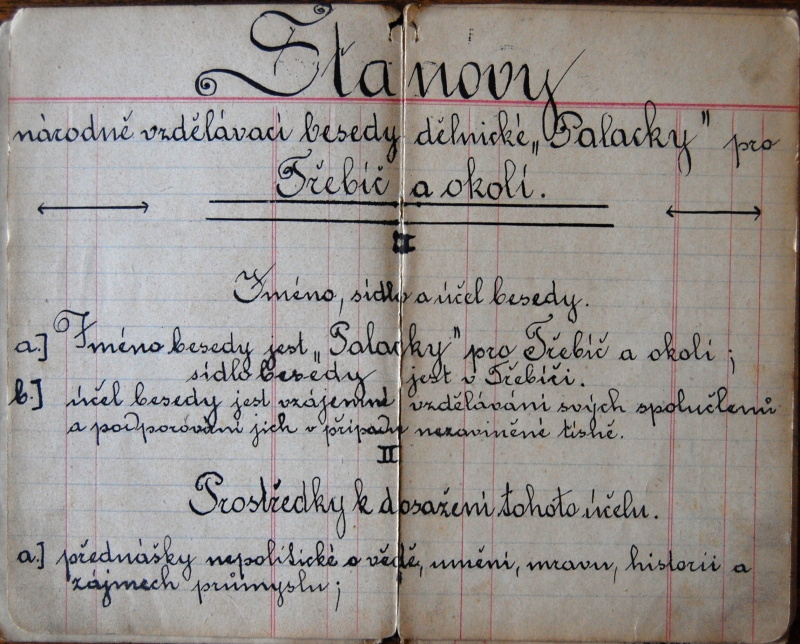 Stanovy
národně vzdělávací besedy dělnické „Palacky" pro
Třebíč a okolí.
I
Jméno, sídlo a účel besedy.
a.] Jméno besedy jest „Palacky" pro Třebíč a okolí ;
sídlo besedy jest v Třebíči.
b.] účel besedy jest vzájemné vzdělávání svých spolučlenů
a podporování jich v případu nezaviněné tísně.
II
Prostředky k dosažení tohoto účelu.
a.] přednášky nepolitické o vědě, umění, mravu, historii a
zájmech průmyslu ;